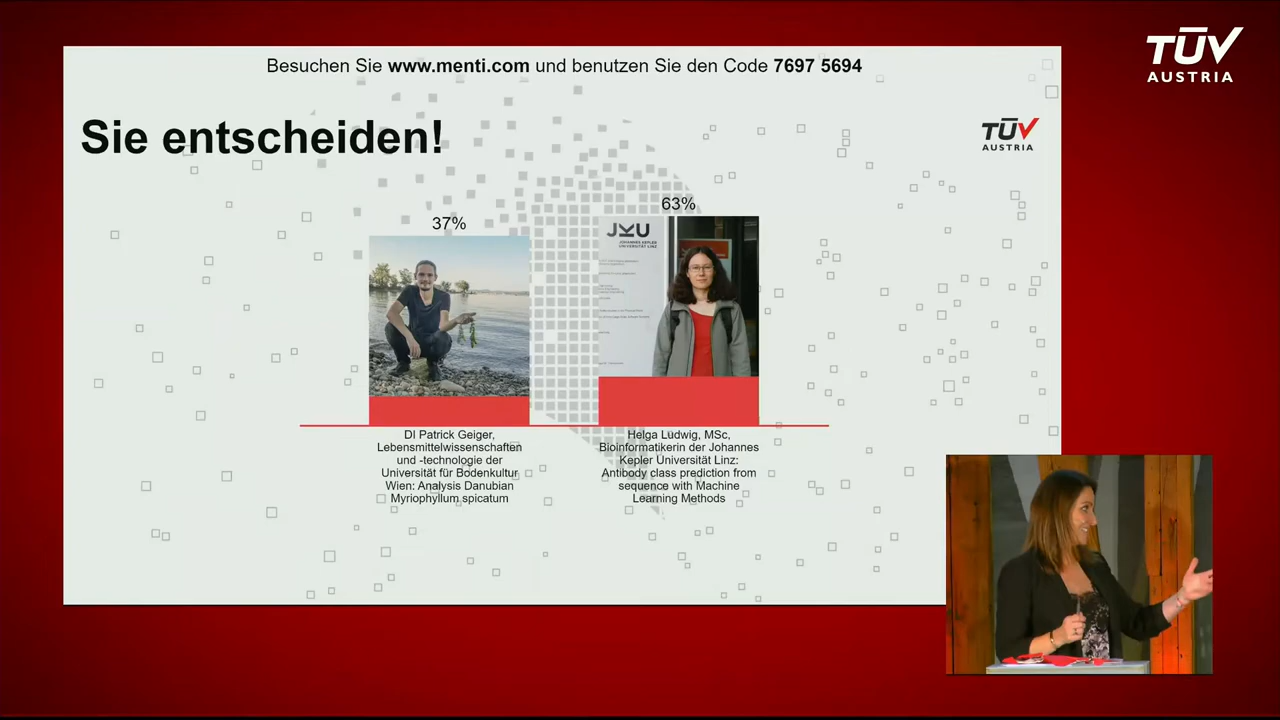 TÜV
AUSTRIA
Besuchen Sie www.menti.com und benutzen Sie den Code 7697 5694
Sie entscheiden!
TÜV
AUSTRIA
37%
63%
JKU
JOHANNES KEPLER
UNIVERSITÄT LINZ
DI Patrick Geiger,
Lebensmittelwissenschaften
und -technologie der
Universität für Bodenkultur
Wien: Analysis Danubian
Myriophyllum spicatum
Helga Ludwig, MSc,
Bioinformatikerin der Johannes
Kepler Universität Linz:
Antibody class prediction from
sequence with Machine
Learning Methods